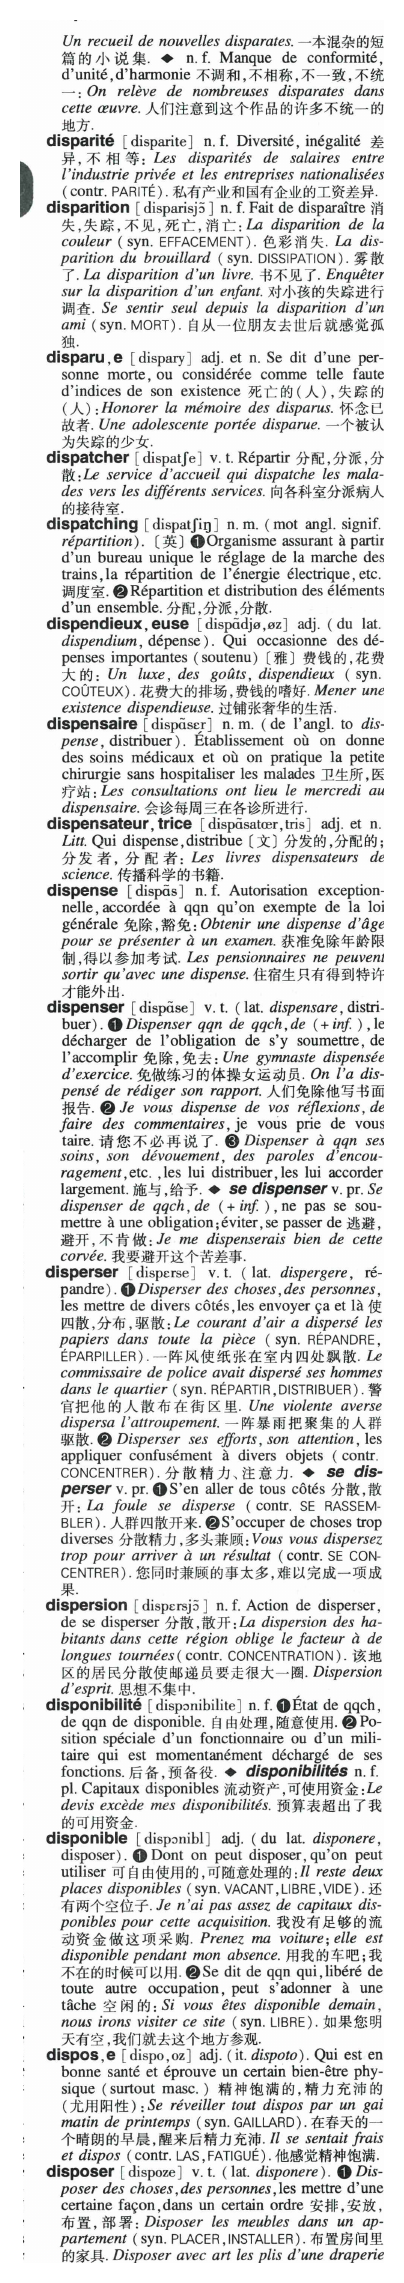 Un recueil de nouvelles disparates. 一本混杂的短
篇的小说集. ◆ n. f. Manque de conformité,
d'unité,d'harmonie 不调和,不相称,不一致,不统
一: On relève de nombreuses disparates dans
cette œuvre. 人们注意到这个作品的许多不统一的
地方.
disparité [disparite] n. f. Diversité, inégalité 差
异,不相等: Les disparités de salaires entre
l'industrie privée et les entreprises nationalisées
(contr. PARITÉ). 私有产业和国有企业的工资差异.
disparition [disparisjɔ̃] n. f. Fait de disparaître 消
失,失踪,不见,死亡,消亡: La disparition de la
couleur (syn. EFFACEMENT). 色彩消失. La dis-
parition du brouillard (syn. DISSIPATION). 雾散
了. La disparition d'un livre. 书不见了. Enquêter
sur la disparition d'un enfant. 对小孩的失踪进行
调查. Se sentir seul depuis la disparition d'un
ami (syn. MORT). 自从一位朋友去世后就感觉孤
独.
disparu,e [dispary] adj. et n. Se dit d'une per-
sonne morte, ou considérée comme telle faute
d'indices de son existence 死亡的(人),失踪的
(人):Honorer la mémoire des disparus. 怀念已
故者. Une adolescente portée disparue. 一个被认
为失踪的少女.
dispatcher [dispatʃe] v. t. Répartir 分配,分派,分
散:Le service d'accueil qui dispatche les mala-
des vers les différents services. 向各科室分派病人
的接待室.
dispatching [dispatʃiŋ] n. m. (mot angl. signif.
répartition). 〔英〕❶Organisme assurant à partir
d'un bureau unique le réglage de la marche des
trains,la répartition de l'énergie électrique,etc.
调度室. ❷Répartition et distribution des éléments
d'un ensemble. 分配,分派,分散.
dispendieux,euse [dispɑ̃djø,øz] adj. (du lat.
dispendium, dépense). Qui occasionne des dé-
penses importantes (soutenu)〔雅〕费钱的,花费
大的: Un luxe, des goûts, dispendieux (syn.
COÛTEUX). 花费大的排场,费钱的嗜好. Mener une
existence dispendieuse. 过铺张奢华的生活.
dispensaire [dispɑ̃sɛr] n. m. (de l'angl. to dis-
pense, distribuer). Établissement où on donne
des soins médicaux et où on pratique la petite
chirurgie sans hospitaliser les malades 卫生所,医
疗站: Les consultations ont lieu le mercredi au
dispensaire. 会诊每周三在各诊所进行.
dispensateur, trice [dispɑ̃satœr,tris] adj. et n.
Litt. Qui dispense,distribue〔文〕分发的,分配的;
分发者,分配者: Les livres dispensateurs de
science. 传播科学的书籍.
dispense [dispɑ̃s] n. f. Autorisation exception-
nelle,accordée à qqn qu'on exempte de la loi
générale 免除,豁免: Obtenir une dispense d'âge
pour se présenter à un examen. 获准免除年龄限
制,得以参加考试. Les pensionnaires ne peuvent
sortir qu'avec une dispense. 住宿生只有得到特许
才能外出.
dispenser [dispɑ̃se] v. t. (lat. dispensare, distri-
buer). ❶Dispenser qqn de qqch,de (+ inf.),le
décharger de l'obligation de s'y soumettre, de
l'accomplir 免除,免去: Une gymnaste dispensée
d'exercice. 免做练习的体操女运动员. On l'a dis-
pensé de rédiger son rapport. 人们免除他写书面
报告. ❷Je vous dispense de vos réflexions, de
faire des commentaires, je vous prie de vous
taire. 请您不必再说了. ❸Dispenser à qqn ses
soins, son dévouement, des paroles d'encou-
ragement,etc. ,les lui distribuer,les lui accorder
largement. 施与,给予. ◆ se dispenser v. pr. Se
dispenser de qqch, de (+ inf.), ne pas se sou-
mettre à une obligation;éviter,se passer de 逃避,
避开,不肯做: Je me dispenserais bien de cette
corvée. 我要避开这个苦差事.
disperser [disperse] v. t. (lat. dispergere, ré-
pandre). ❶Disperser des choses,des personnes,
les mettre de divers côtés,les envoyer ça et là 使
四散,分布,驱散: Le courant d'air a dispersé les
papiers dans toute la pièce (syn. RÉPANDRE,
ÉPARPILLER). 一阵风使纸张在室内四处飘散. Le
commissaire de police avait dispersé ses hommes
dans le quartier (syn. RÉPARTIR,DISTRIBUER). 警
官把他的人散布在街区里. Une violente averse
dispersa l'attroupement. 一阵暴雨把聚集的人群
驱散. ❷Disperser ses efforts, son attention, les
appliquer confusément à divers objets (contr.
CONCENTRER). 分散精力、注意力. ◆ se dis-
perser v. pr. ❶S'en aller de tous côtés 分散,散
开: La foule se disperse (contr. SE RASSEM-
BLER). 人群四散开来. ❷S'occuper de choses trop
diverses 分散精力,多头兼顾:Vous vous dispersez
trop pour arriver à un résultat (contr. SE CON-
CENTRER). 您同时兼顾的事太多,难以完成一项成
果.
dispersion [dispɛrsjɔ̃] n. f. Action de disperser,
de se disperser 分散,散开:La dispersion des ha-
bitants dans cette région oblige le facteur à de
longues tournées(contr. CONCENTRATION). 该地
区的居民分散使邮递员要走很大一圈. Dispersion
d'esprit. 思想不集中.
disponibilité [disponibilite] n. f. ❶État de qqch,
de qqn de disponible. 自由处理,随意使用. ❷Po-
sition spéciale d'un fonctionnaire ou d'un mili-
taire qui est momentanément déchargé de ses
fonctions. 后备,预备役. ◆ disponibilités n. f.
pl. Capitaux disponibles 流动资产,可使用资金:Le
devis excède mes disponibilités. 预算表超出了我
的可用资金.
disponible [disponibl] adj. (du lat. disponere,
disposer). ❶Dont on peut disposer,qu'on peut
utiliser 可自由使用的,可随意处理的:Il reste deux
places disponibles (syn. VACANT,LIBRE,VIDE). 还
有两个空位子. Je n'ai pas assez de capitaux dis-
ponibles pour cette acquisition. 我没有足够的流
动资金做这项采购. Prenez ma voiture; elle est
disponible pendant mon absence. 用我的车吧;我
不在的时候可以用. ❷Se dit de qqn qui,libéré de
toute autre occupation, peut s'adonner à une
tâche 空闲的: Si vous êtes disponible demain,
nous irons visiter ce site (syn. LIBRE). 如果您明
天有空,我们就去这个地方参观.
dispos,e [dispo,oz] adj. (it. dispoto). Qui est en
bonne santé et éprouve un certain bien-être phy-
sique (surtout masc.) 精神饱满的,精力充沛的
(尤用阳性):Se réveiller tout dispos par un gai
matin de printemps (syn. GAILLARD). 在春天的一
个晴朗的早晨,醒来后精力充沛. Il se sentait frais
et dispos (contr. LAS,FATIGUÉ). 他感觉精神饱满.
disposer [dispoze] v. t. (lat. disponere). ❶Dis-
poser des choses,des personnes,les mettre d'une
certaine façon,dans un certain ordre 安排,安放,
布置,部署: Disposer les meubles dans un ap-
partement (syn. PLACER,INSTALLER). 布置房间里
的家具. Disposer avec art les plis d'une draperie